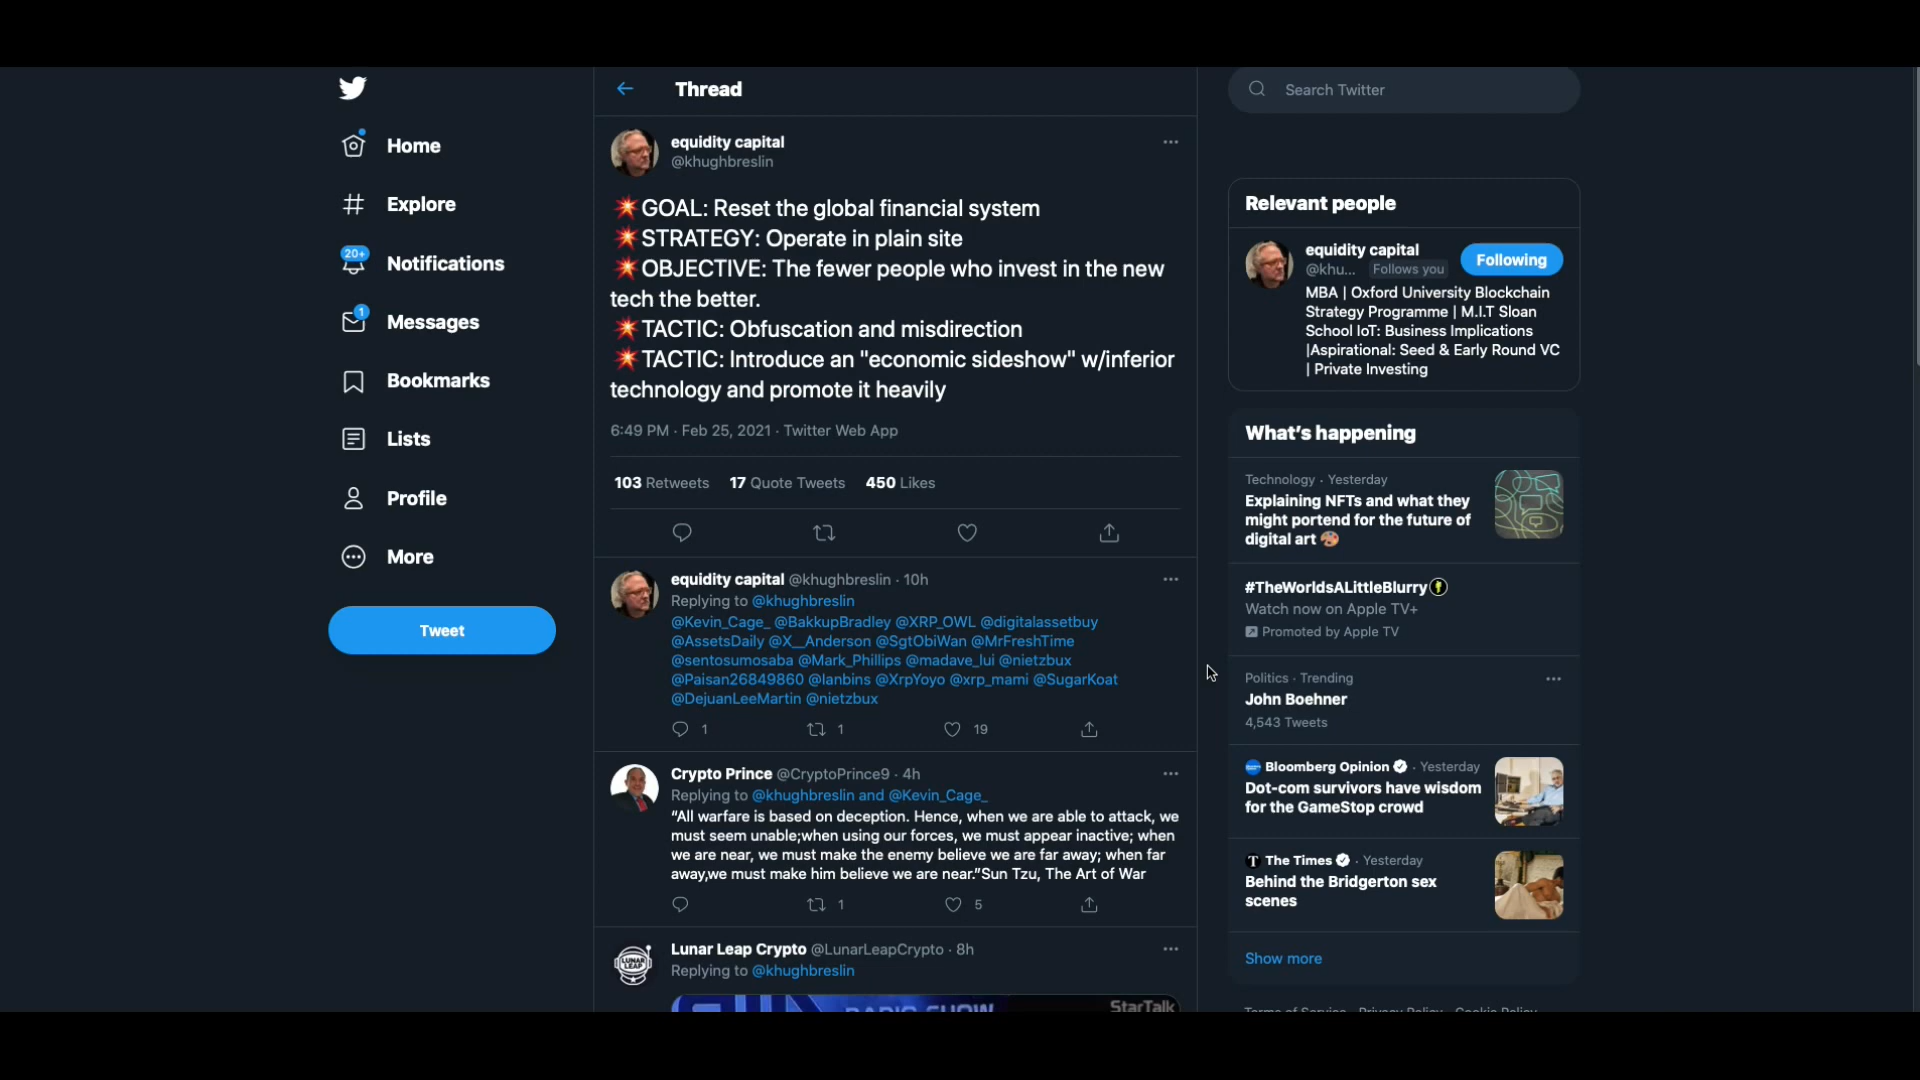 Home
Explore
20+
Notifications
1
Messages
Bookmarks
Lists
Profile
More
Tweet
Thread
equidity capital
@khughbreslin
GOAL: Reset the global financial system
STRATEGY: Operate in plain site
OBJECTIVE: The fewer people who invest in the new
tech the better.
TACTIC: Obfuscation and misdirection
TACTIC: Introduce an "economic sideshow" w/inferior
technology and promote it heavily
6:49 PM · Feb 25, 2021 · Twitter Web App
103 Retweets 17 Quote Tweets 450 Likes
equidity capital @khughbreslin · 10h
Replying to @khughbreslin
@Kevin_Cage_ @BakkupBradley @XRP_OWL @digitalassetbuy
@AssetsDaily @X__Anderson @SgtObiWan @MrFreshTime
@sentosumosaba @Mark_Phillips @madave_lui @nietzbux
@Paisan26849860 @lanbins @XrpYoyo @xrp_mami @SugarKoat
@DejuanLeeMartin @nietzbux
1 1 19
Crypto Prince @CryptoPrince9 · 4h
Replying to @khughbreslin and @Kevin_Cage_
"All warfare is based on deception. Hence, when we are able to attack, we
must seem unable;when using our forces, we must appear inactive; when
we are near, we must make the enemy believe we are far away; when far
away,we must make him believe we are near."Sun Tzu, The Art of War
1 5
Lunar Leap Crypto @LunarLeapCrypto · 8h
LUNAR
LEAP
Replying to @khughbreslin
RADIO SHOW
StarTalk
Search Twitter
Relevant people
equidity capital
@khu... Follows you
Following
MBA | Oxford University Blockchain
Strategy Programme | M.I.T Sloan
School IoT: Business Implications
|Aspirational: Seed & Early Round VC
| Private Investing
What's happening
Technology · Yesterday
Explaining NFTs and what they
might portend for the future of
digital art
#TheWorldsALittleBlurry
Watch now on Apple TV+
Promoted by Apple TV
Politics · Trending
John Boehner
4,543 Tweets
Bloomberg Opinion · Yesterday
Dot-com survivors have wisdom
for the GameStop crowd
T The Times · Yesterday
Behind the Bridgerton sex
scenes
Show more
Terms of Service Privacy Policy Cookie Policy